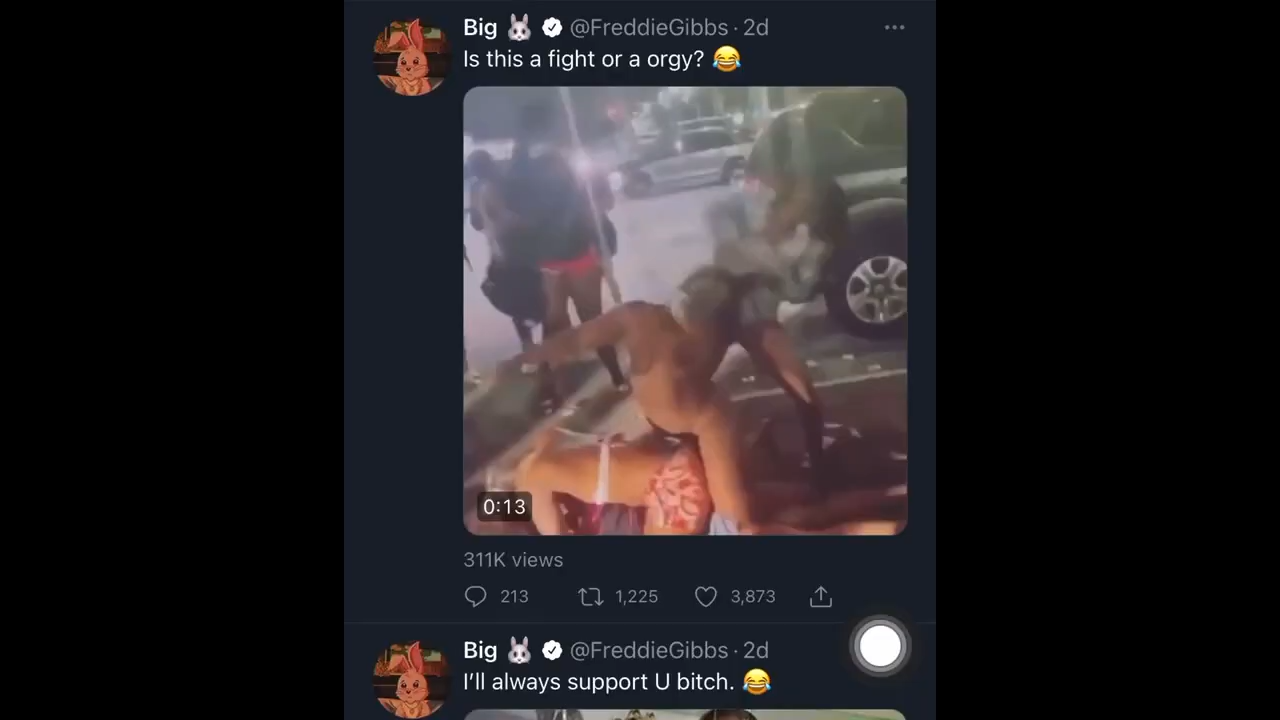 Big 🐰 @FreddieGibbs · 2d
Is this a fight or a orgy? 😂
0:13
311K views
213 1,225 3,873
Big 🐰 @FreddieGibbs · 2d
I'll always support U bitch. 😂